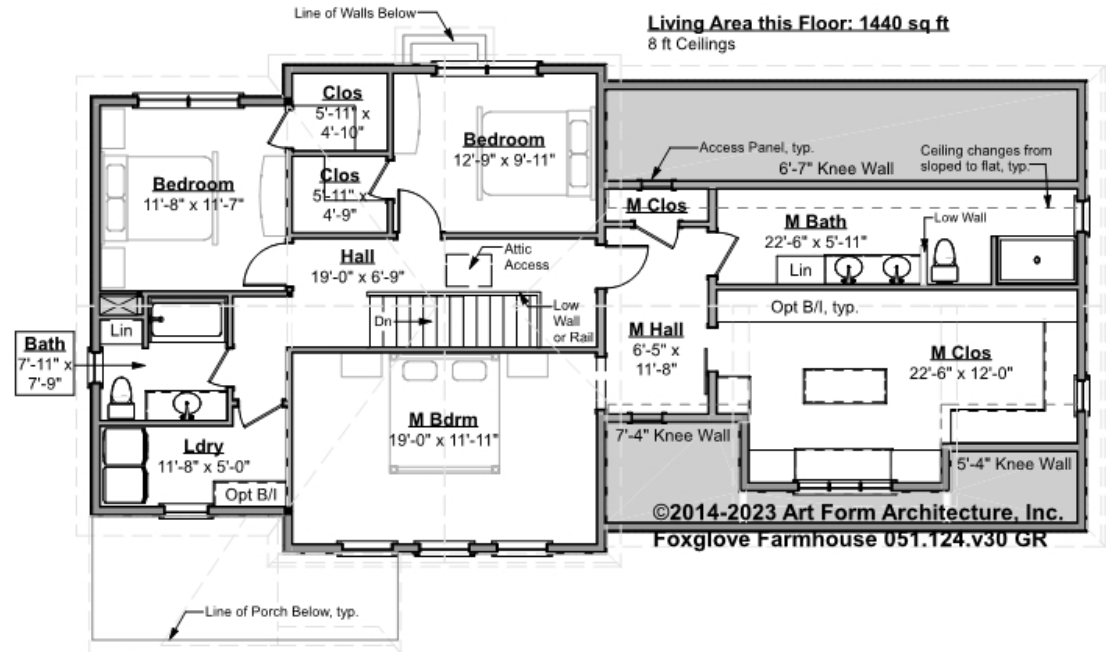 Line of Walls Below
Living Area this Floor: 1440 sq ft
8 ft Ceilings
Clos
5'-11" x
4'-10"
Bedroom
12'-9" x 9'-11"
Access Panel, typ.
6'-7" Knee Wall
Ceiling changes from
sloped to flat, typ.
Bedroom
11'-8" x 11'-7"
Clos
5'-11" x
4'-9"
M Clos
M Bath
22'-6" x 5'-11"
Low Wall
Lin
Hall
19'-0" x 6'-9"
Attic
Access
Dn
Low
Wall
or Rail
M Hall
6'-5" x
11'-8"
Opt B/I, typ.
M Clos
22'-6" x 12'-0"
Lin
Bath
7'-11" x
7'-9"
M Bdrm
19'-0" x 11'-11"
Ldry
11'-8" x 5'-0"
Opt B/I
7'-4" Knee Wall
5'-4" Knee Wall
©2014-2023 Art Form Architecture, Inc.
Foxglove Farmhouse 051.124.v30 GR
Line of Porch Below, typ.